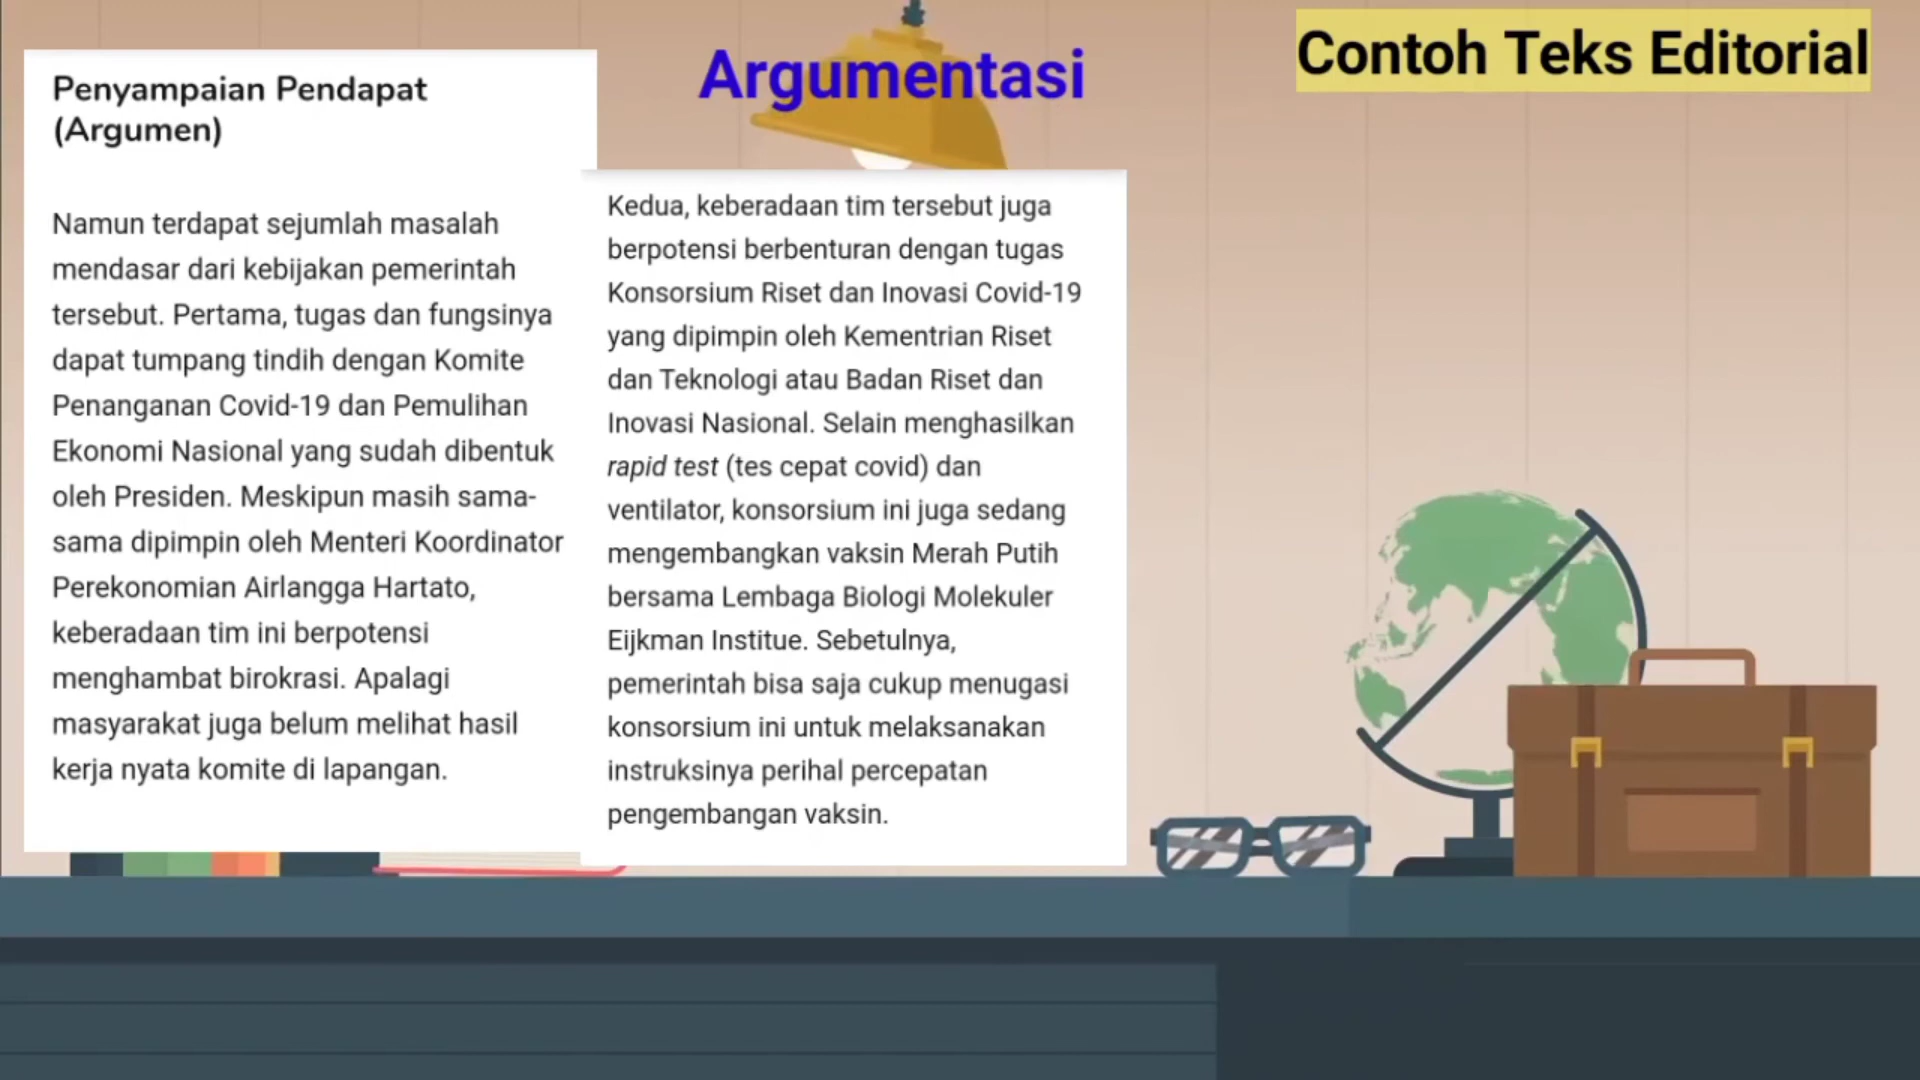 Contoh Teks Editorial
Argumentasi
Penyampaian Pendapat
(Argumen)
Namun terdapat sejumlah masalah
mendasar dari kebijakan pemerintah
tersebut. Pertama, tugas dan fungsinya
dapat tumpang tindih dengan Komite
Penanganan Covid-19 dan Pemulihan
Ekonomi Nasional yang sudah dibentuk
oleh Presiden. Meskipun masih sama-
sama dipimpin oleh Menteri Koordinator
Perekonomian Airlangga Hartato,
keberadaan tim ini berpotensi
menghambat birokrasi. Apalagi
masyarakat juga belum melihat hasil
kerja nyata komite di lapangan.
Kedua, keberadaan tim tersebut juga
berpotensi berbenturan dengan tugas
Konsorsium Riset dan Inovasi Covid-19
yang dipimpin oleh Kementrian Riset
dan Teknologi atau Badan Riset dan
Inovasi Nasional. Selain menghasilkan
rapid test (tes cepat covid) dan
ventilator, konsorsium ini juga sedang
mengembangkan vaksin Merah Putih
bersama Lembaga Biologi Molekuler
Eijkman Institue. Sebetulnya,
pemerintah bisa saja cukup menugasi
konsorsium ini untuk melaksanakan
instruksinya perihal percepatan
pengembangan vaksin.